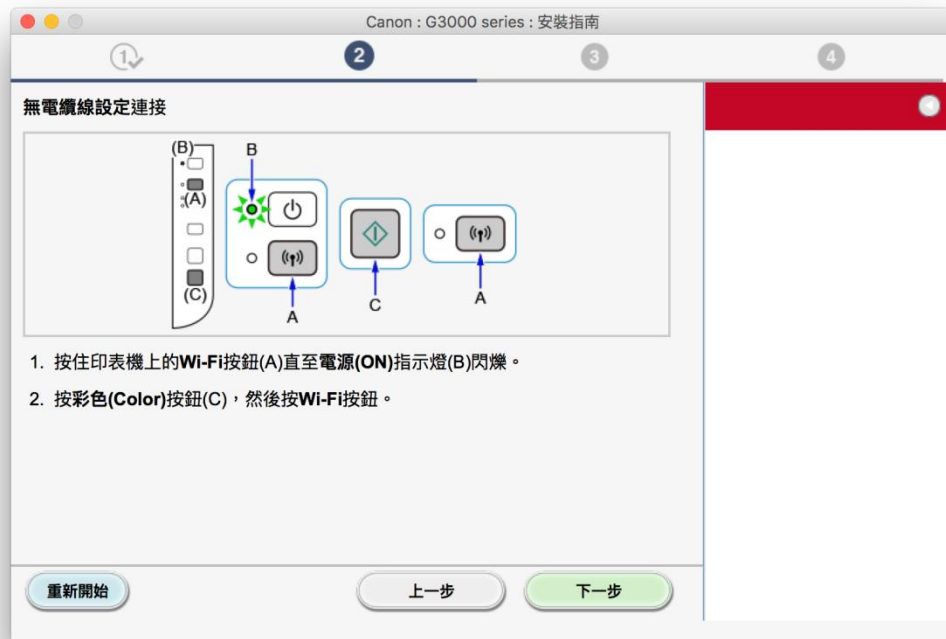 Canon : G3000 series : 安裝指南
1 2 3 4
無電纜線設定連接
(B) B
(A)
(C)
A C A
1. 按住印表機上的Wi-Fi按鈕(A)直至電源(ON)指示燈(B)閃爍。
2. 按彩色(Color)按鈕(C)，然後按Wi-Fi按鈕。
重新開始 上一步 下一步